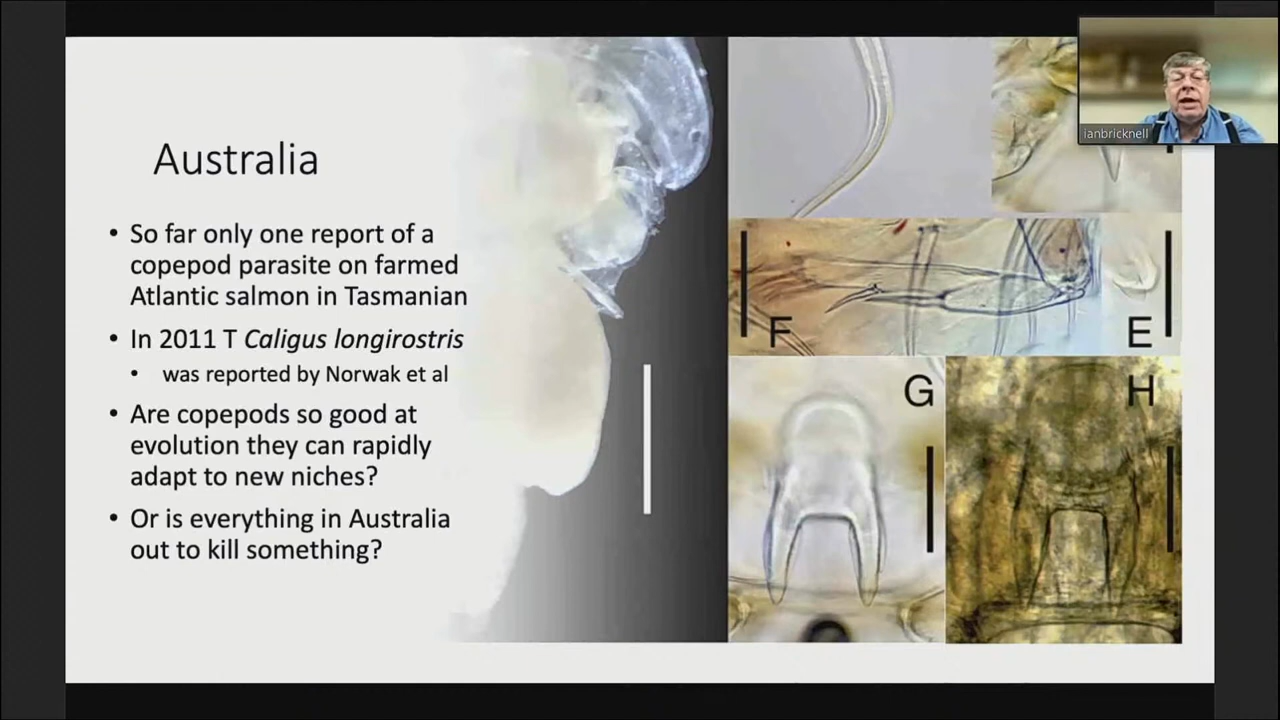 Australia
• So far only one report of a
copepod parasite on farmed
Atlantic salmon in Tasmanian
• In 2011 T Caligus longirostris
• was reported by Norwak et al
• Are copepods so good at
evolution they can rapidly
adapt to new niches?
• Or is everything in Australia
out to kill something?
F
E
G
H
ianbricknell